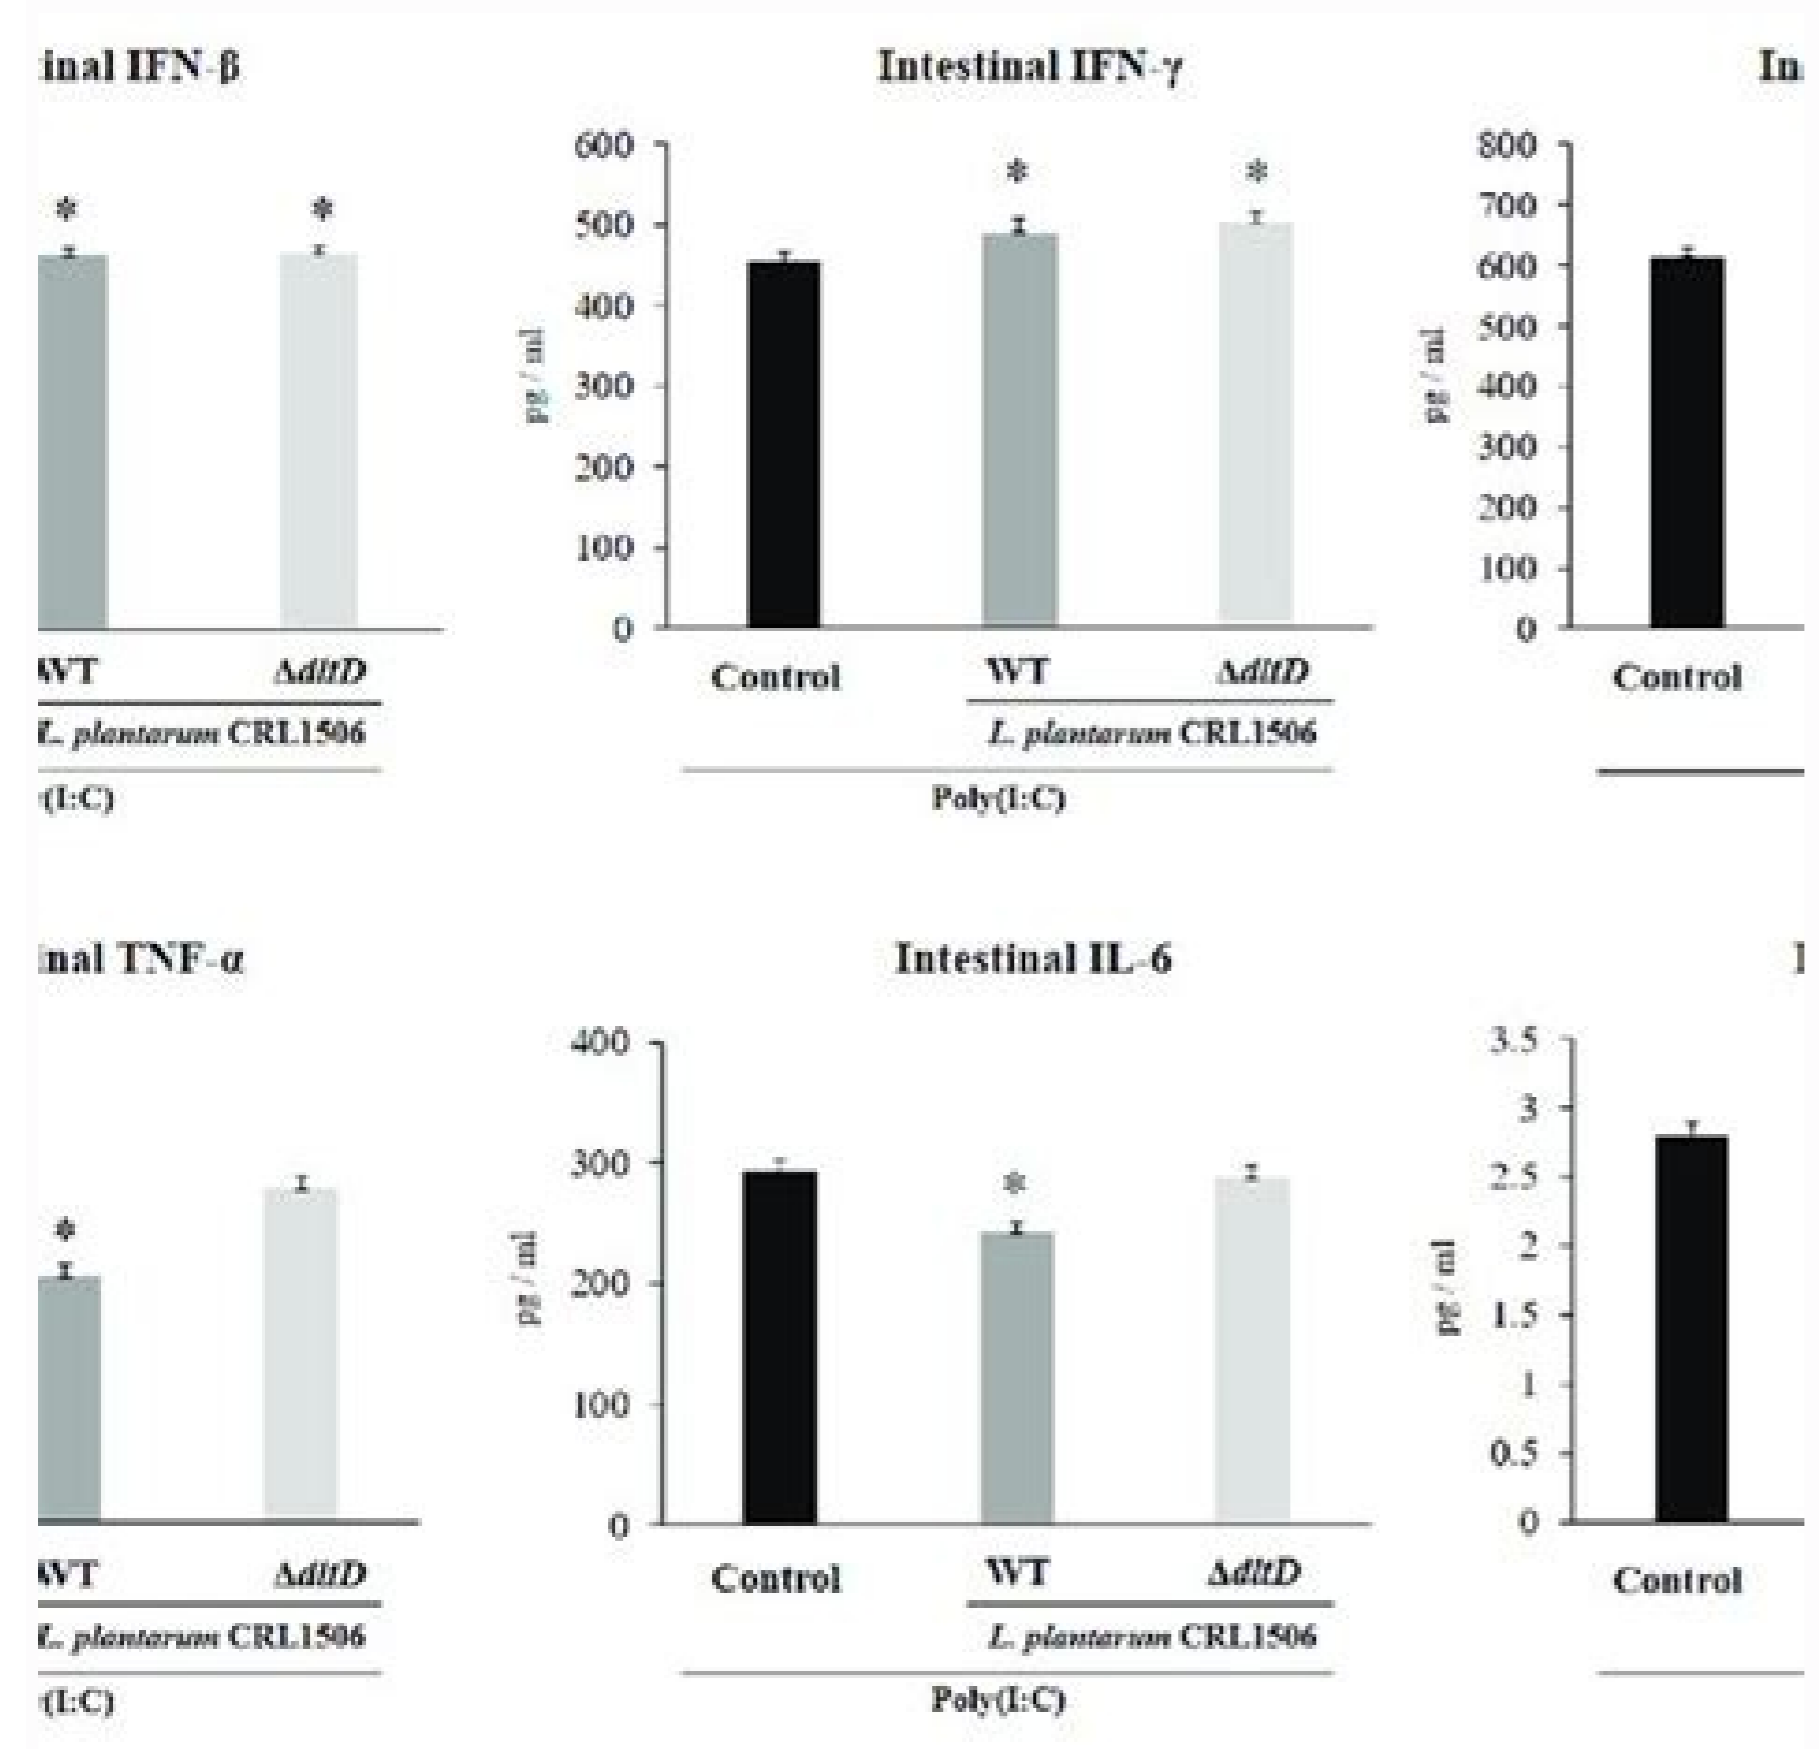 inal IFN-β
*
*
WT ΔdltD
L. plantarum CRL1506
(I:C)
Intestinal IFN-γ
600
500
400
300
200
100
0
pg / ml
*
*
Control WT ΔdltD
L. plantarum CRL1506
Poly(I:C)
In
800
700
600
500
400
300
200
100
0
pg / ml
Control
inal TNF-α
*
WT ΔdltD
L. plantarum CRL1506
(I:C)
Intestinal IL-6
400
300
200
100
0
pg / ml
*
Control WT ΔdltD
L. plantarum CRL1506
Poly(I:C)
3.5
3
2.5
2
1.5
1
0.5
0
pg / ml
Control